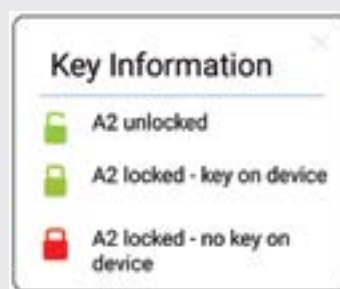 Key Information
A2 unlocked
A2 locked - key on device
A2 locked - no key on
device